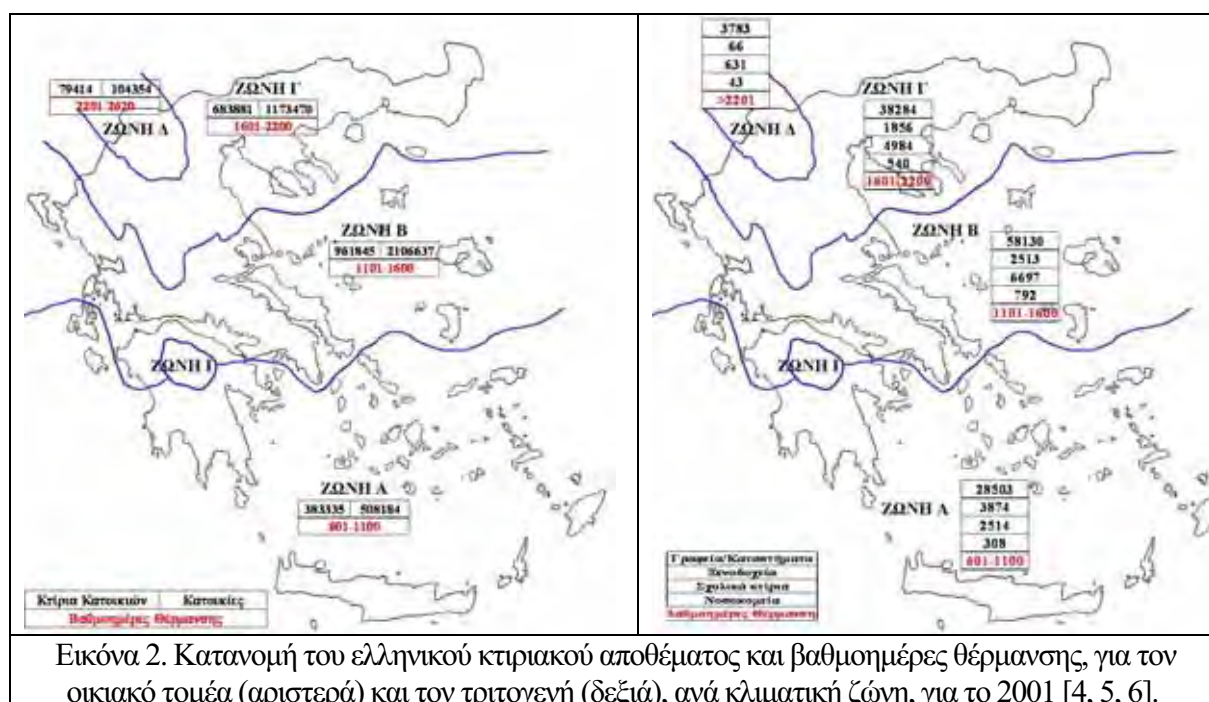 79414 104354
2201-2620
ΖΩΝΗ Δ
ΖΩΝΗ Γ'
683881 1173470
1601-2200
ΖΩΝΗ Β
961845 2106637
1101-1600
ΖΩΝΗ Γ
ΖΩΝΗ Α
383335 508184
601-1100
Κτίρια Κατοικιών Κατοικίες
Βαθμοημέρες Θέρμανσης
3783
66
631
43
>2201
ΖΩΝΗ Δ
ΖΩΝΗ Γ'
38284
1856
4984
540
1601-2200
ΖΩΝΗ Β
58130
2513
6697
792
1101-1600
ΖΩΝΗ Γ
ΖΩΝΗ Α
28503
3874
2514
308
601-1100
Γραφεία/Καταστήματα
Ξενοδοχεία
Σχολικά κτίρια
Νοσοκομεία
Βαθμοημέρες Θέρμανσης
Εικόνα 2. Κατανομή του ελληνικού κτιριακού αποθέματος και βαθμοημέρες θέρμανσης, για τον
οικιακό τομέα (αριστερά) και τον τριτογενή (δεξιά), ανά κλιματική ζώνη, για το 2001 [4, 5, 6].